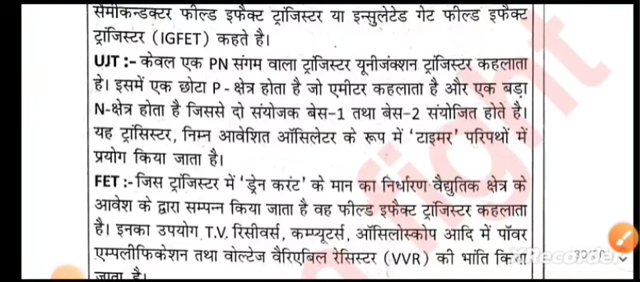 सेमीकन्डक्टर फील्ड इफैक्ट ट्रांजिस्टर या इन्सुलेटेड गेट फील्ड इफैक्ट
ट्रांजिस्टर (IGFET) कहते है।
UJT :- केवल एक PN संगम वाला ट्रांजिस्टर यूनीजंक्शन ट्रांजिस्टर कहलाता
हे। इसमें एक छोटा P- क्षेत्र होता है जो एमीटर कहलाता है और एक बड़ा
N-क्षेत्र होता है जिससे दो संयोजक बेस-1 तथा बेस-2 संयोजित होते है।
यह ट्रांसिस्टर, निम्न आवेशित ऑसिलेटर के रूप में 'टाइमर' परिपथों में
प्रयोग किया जाता है।
FET :- जिस ट्रांजिस्टर में 'ड्रेन करंट' के मान का निर्धारण वैद्युतिक क्षेत्र के
आवेश के द्वारा सम्पन्न किया जाता है वह फील्ड इफैक्ट ट्रांजिस्टर कहलाता
है। इनका उपयोग T.V. रिसीवर्स, कम्प्यूटर्स, ऑसिलोस्कोप आदि में पॉवर
एम्पलीफिकेशन तथा वोल्टेज वैरिएबिल रेसिस्टर (VVR) की भांति किया
जाता है।
fight
XRecorder